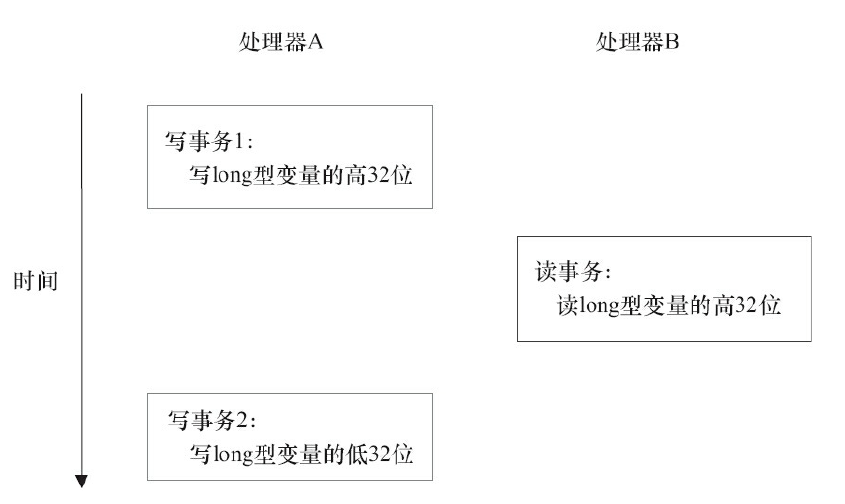 处理器A
处理器B
写事务1：
写long型变量的高32位
读事务：
读long型变量的高32位
时间
写事务2：
写long型变量的低32位